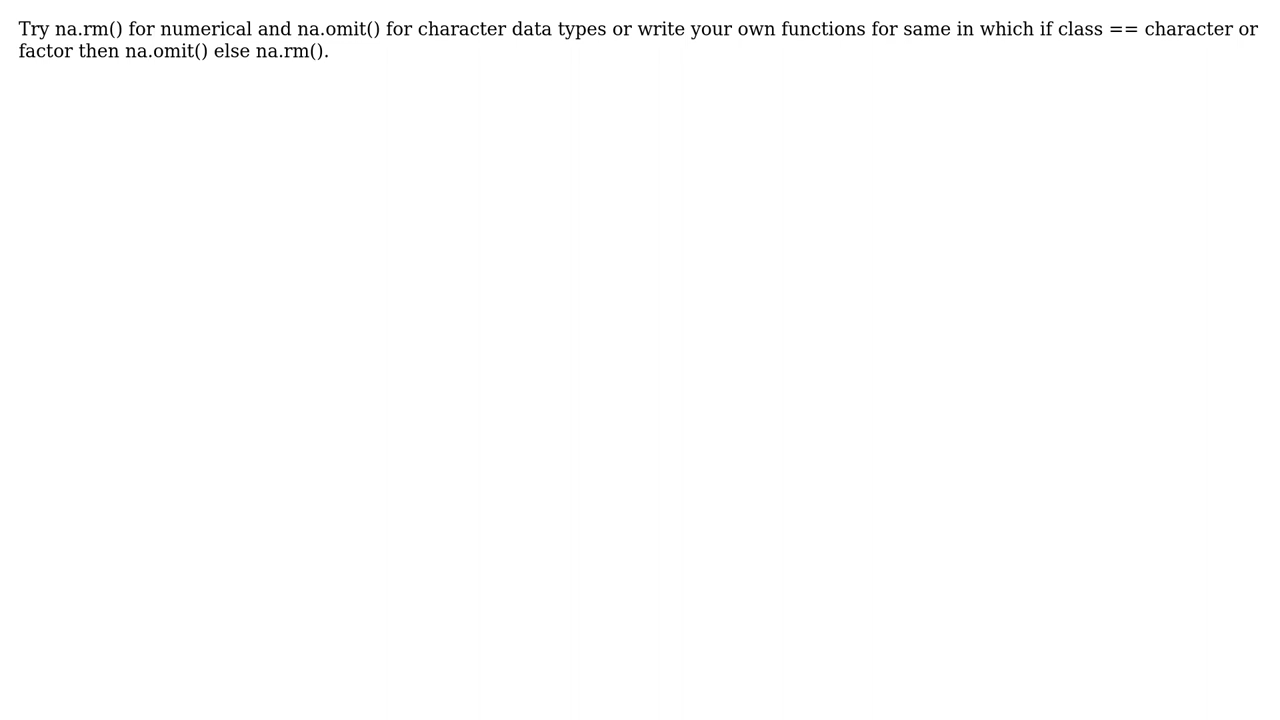 Try na.rm() for numerical and na.omit() for character data types or write your own functions for same in which if class == character or
factor then na.omit() else na.rm().